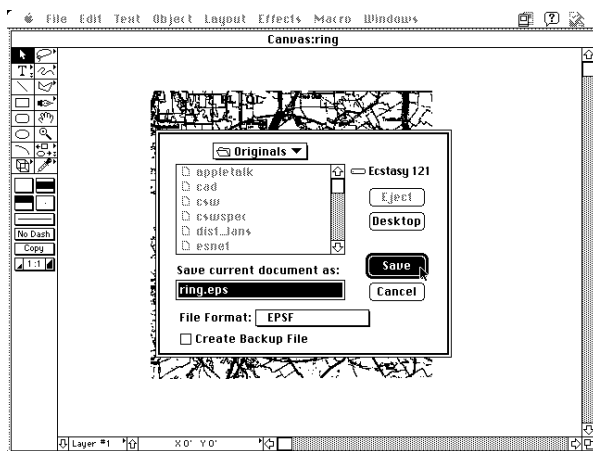 File Edit Text Object Layout Effects Macro Windows
Canvas:ring
Originals
appletalk
cad
csw
cswspec
dist...lans
esnet
Ecstasy 121
Eject
Desktop
Save current document as:
ring.eps
Save
Cancel
File Format: EPSF
Create Backup File
T
No Dash
Copy
1:1
Layer #1 X 0" Y 0"